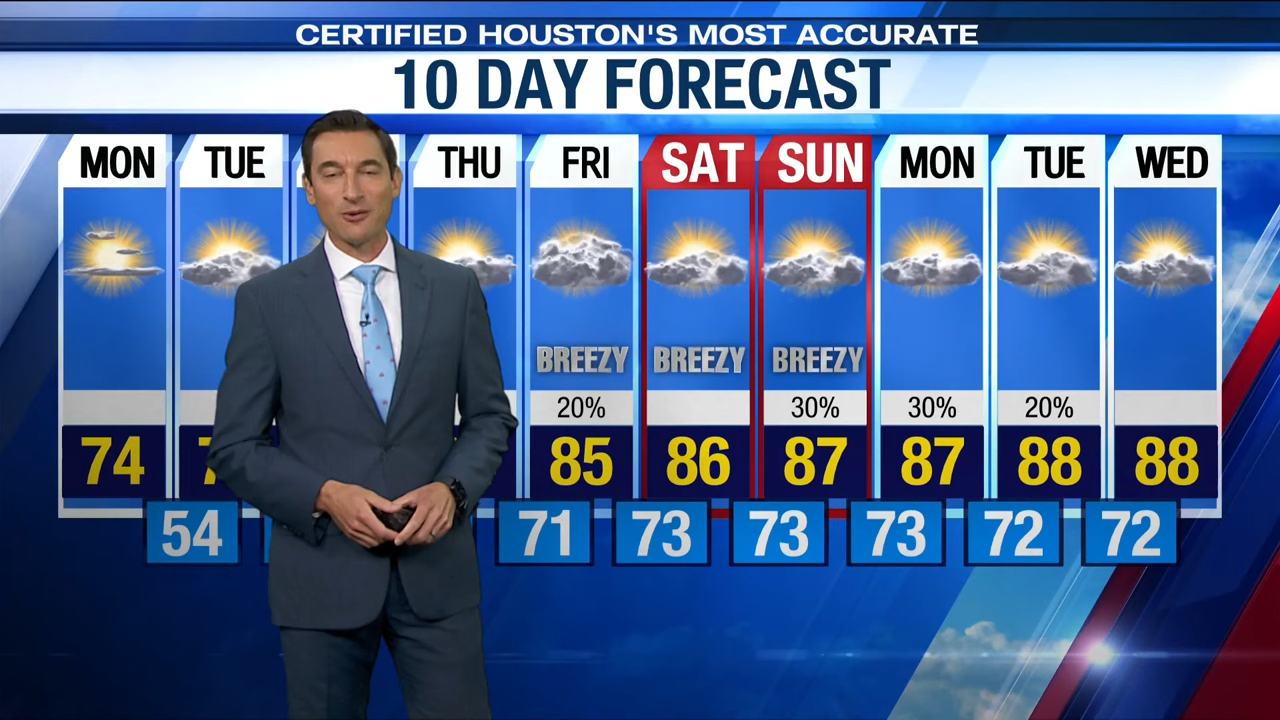 CERTIFIED HOUSTON'S MOST ACCURATE
10 DAY FORECAST
MON TUE THU FRI SAT SUN MON TUE WED
BREEZY BREEZY BREEZY
20% 30% 30% 20%
74 85 86 87 87 88 88
54 71 73 73 73 72 72